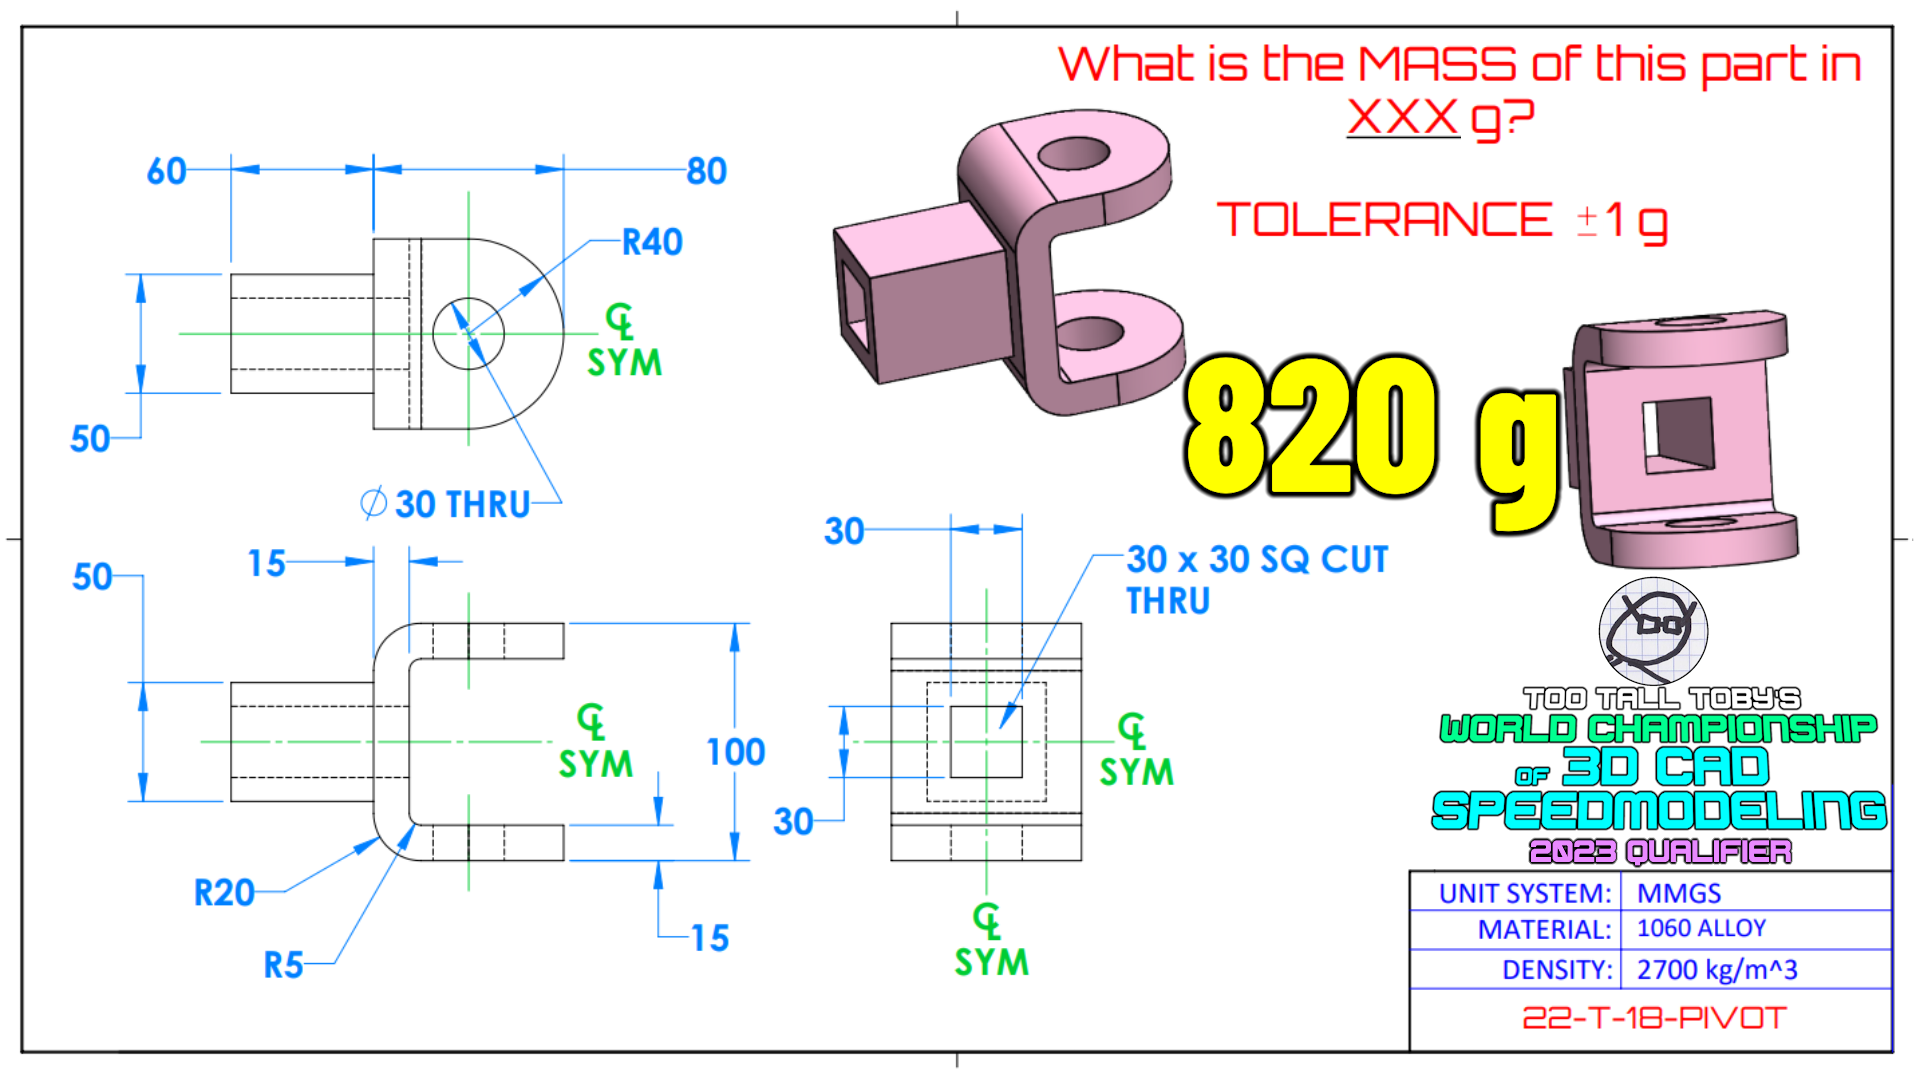 What is the MASS of this part in
XXX g?
TOLERANCE ±1 g
60
80
R40
℄
SYM
50
Ø 30 THRU
820 g
15
50
℄
SYM
100
R20
R5
15
30
30 x 30 SQ CUT
THRU
℄
SYM
30
℄
SYM
TOO TALL TOBY'S
WORLD CHAMPIONSHIP
OF 3D CAD
SPEEDMODELING
2023 QUALIFIER
UNIT SYSTEM: MMGS
MATERIAL: 1060 ALLOY
DENSITY: 2700 kg/m^3
22-T-18-PIVOT